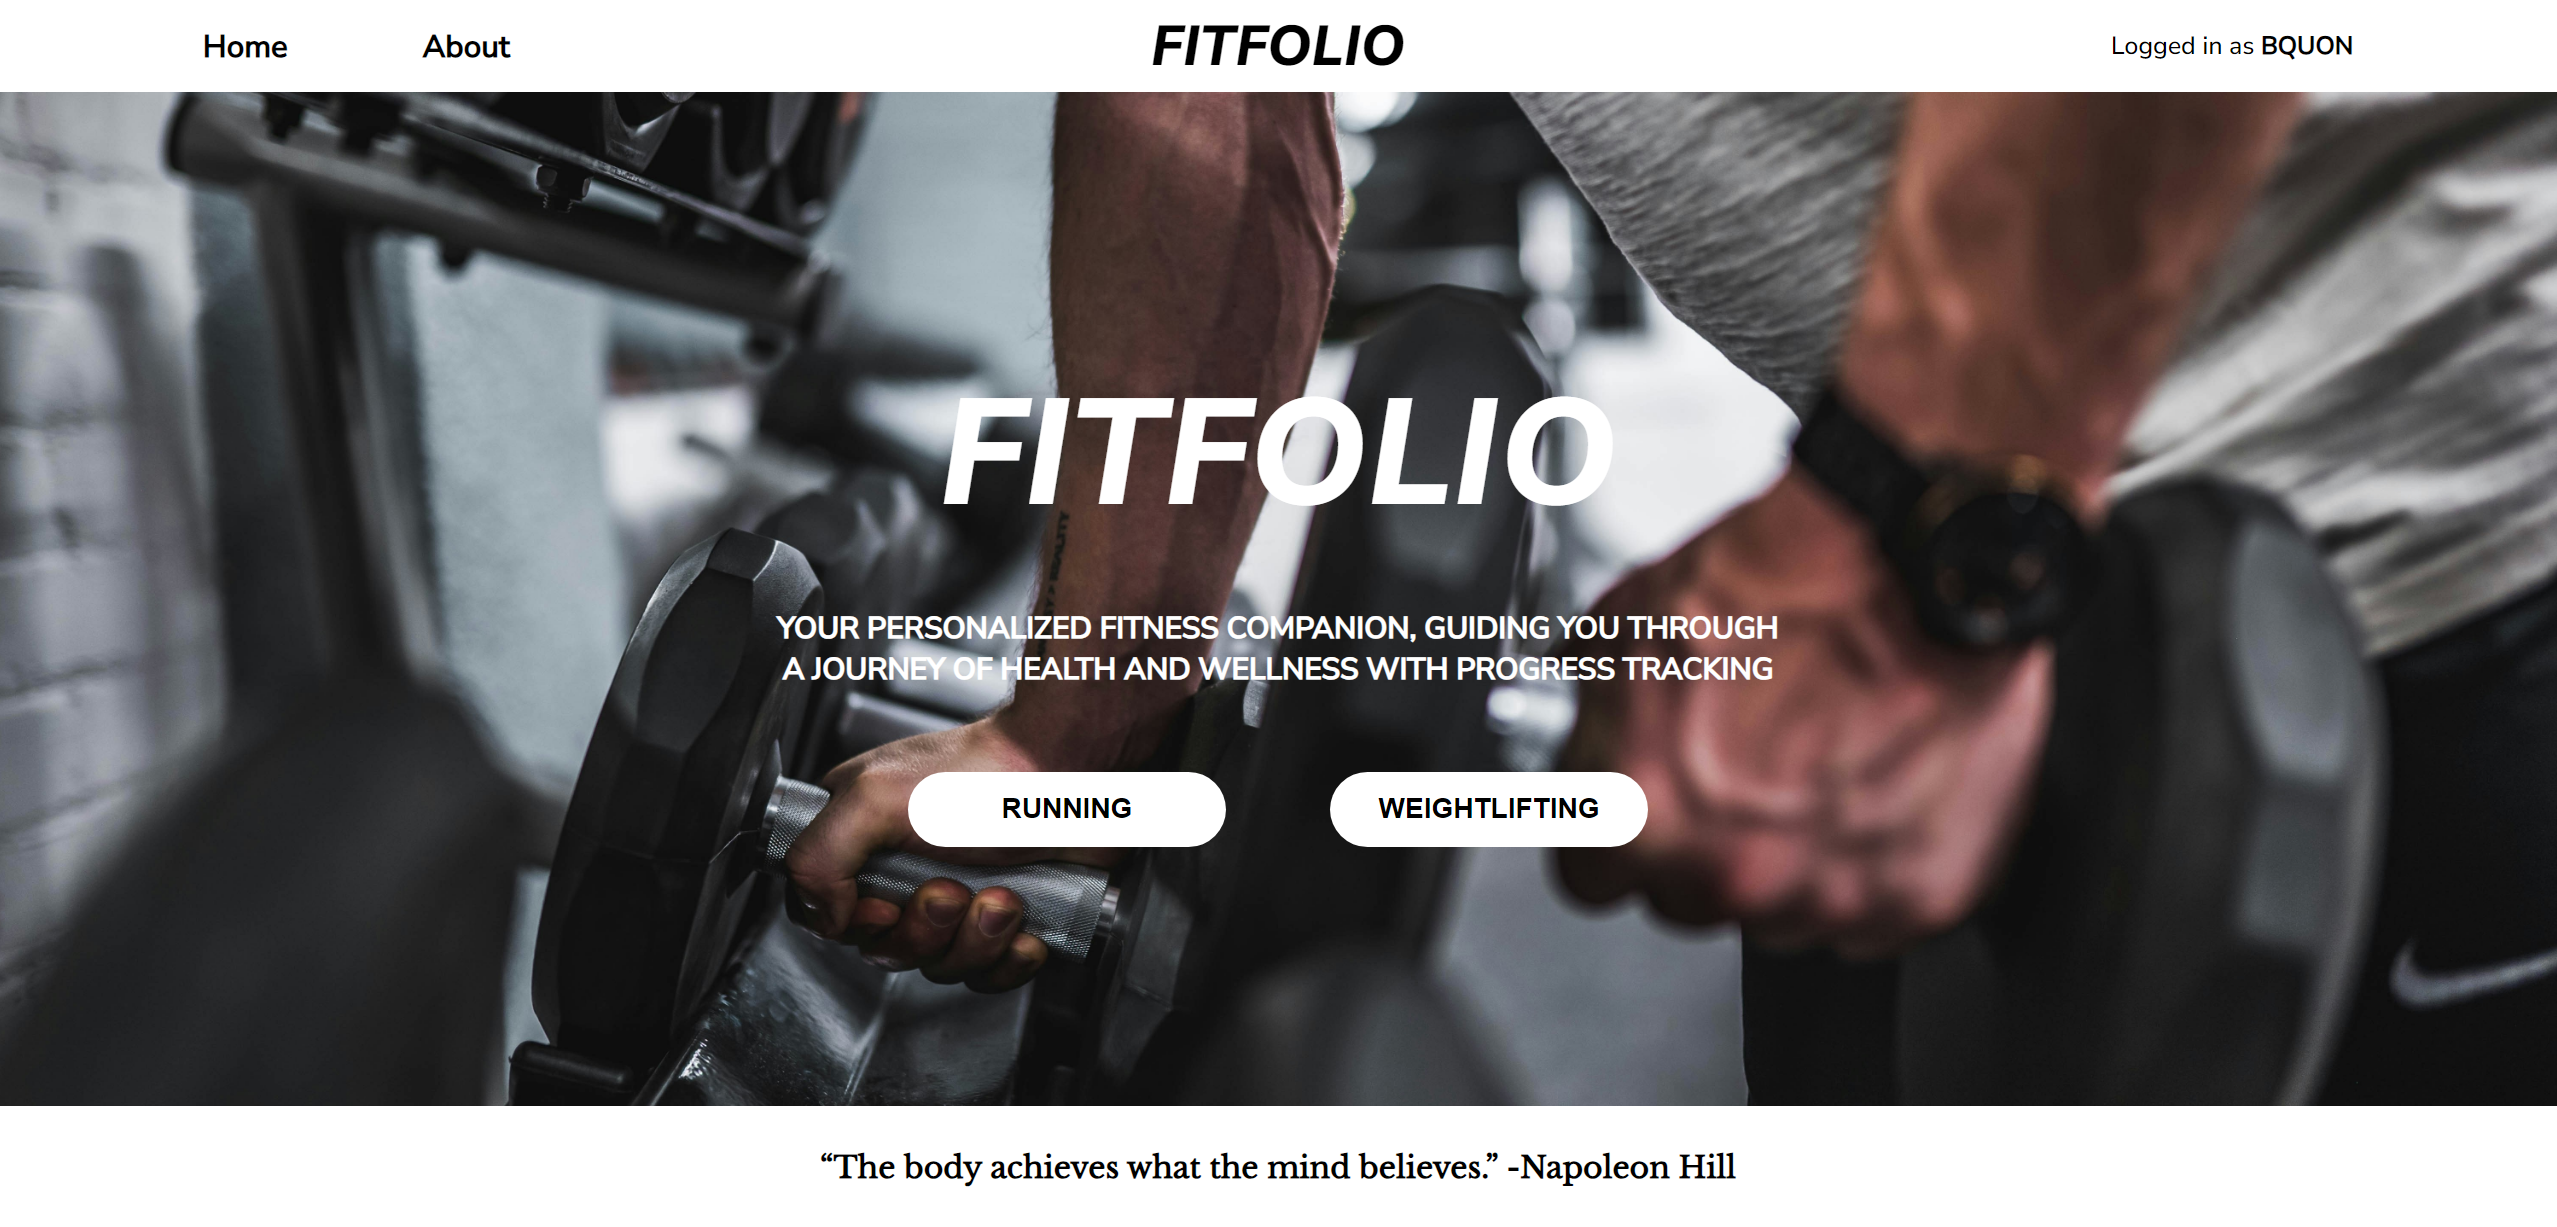 Home About FITFOLIO Logged in as BQUON
FITFOLIO
YOUR PERSONALIZED FITNESS COMPANION, GUIDING YOU THROUGH
A JOURNEY OF HEALTH AND WELLNESS WITH PROGRESS TRACKING
RUNNING WEIGHTLIFTING
“The body achieves what the mind believes.” -Napoleon Hill